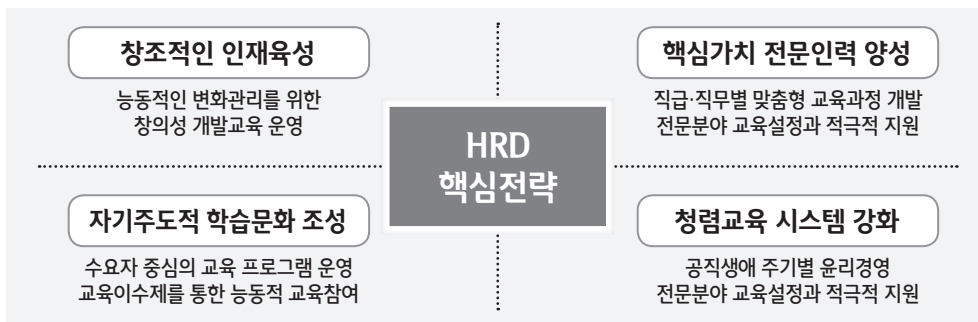 창조적인 인재육성
능동적인 변화관리를 위한
창의성 개발교육 운영
핵심가치 전문인력 양성
직급·직무별 맞춤형 교육과정 개발
전문분야 교육설정과 적극적 지원
HRD
핵심전략
자기주도적 학습문화 조성
수요자 중심의 교육 프로그램 운영
교육이수제를 통한 능동적 교육참여
청렴교육 시스템 강화
공직생애 주기별 윤리경영
전문분야 교육설정과 적극적 지원